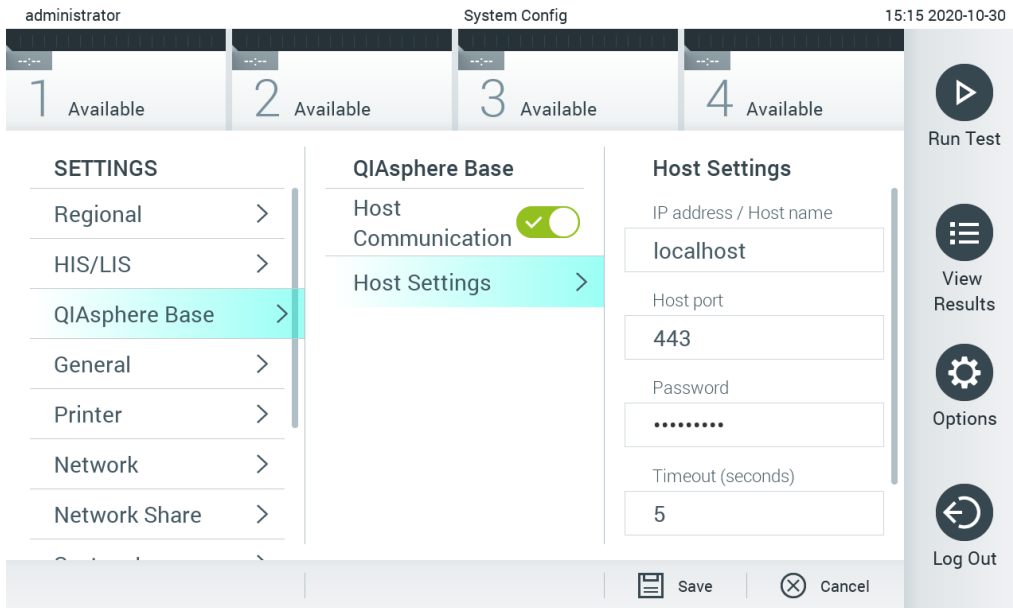 administrator
System Config
15:15 2020-10-30
--:--
--:--
--:--
--:--
1 Available
2 Available
3 Available
4 Available
SETTINGS
Regional
HIS/LIS
QIAsphere Base
General
Printer
Network
Network Share
QIAsphere Base
Host
Communication
Host Settings
Host Settings
IP address / Host name
localhost
Host port
443
Password
•••••••••
Timeout (seconds)
5
Save
Cancel
Run Test
View
Results
Options
Log Out